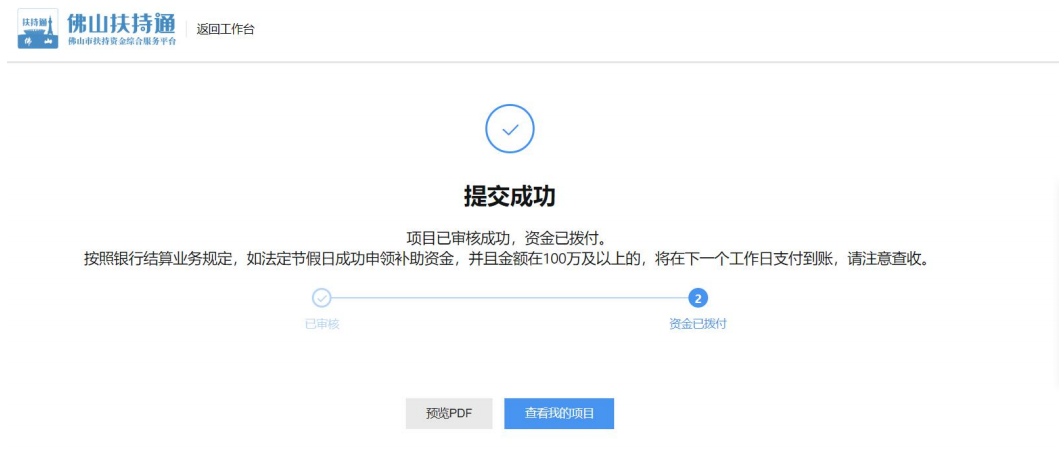 扶持通
佛山
佛山扶持通
佛山市扶持资金综合服务平台
返回工作台
提交成功
项目已审核成功，资金已拨付。
按照银行结算业务规定，如法定节假日成功申领补助资金，并且金额在100万及以上的，将在下一个工作日支付到账，请注意查收。
2
已审核
资金已拨付
预览PDF
查看我的项目